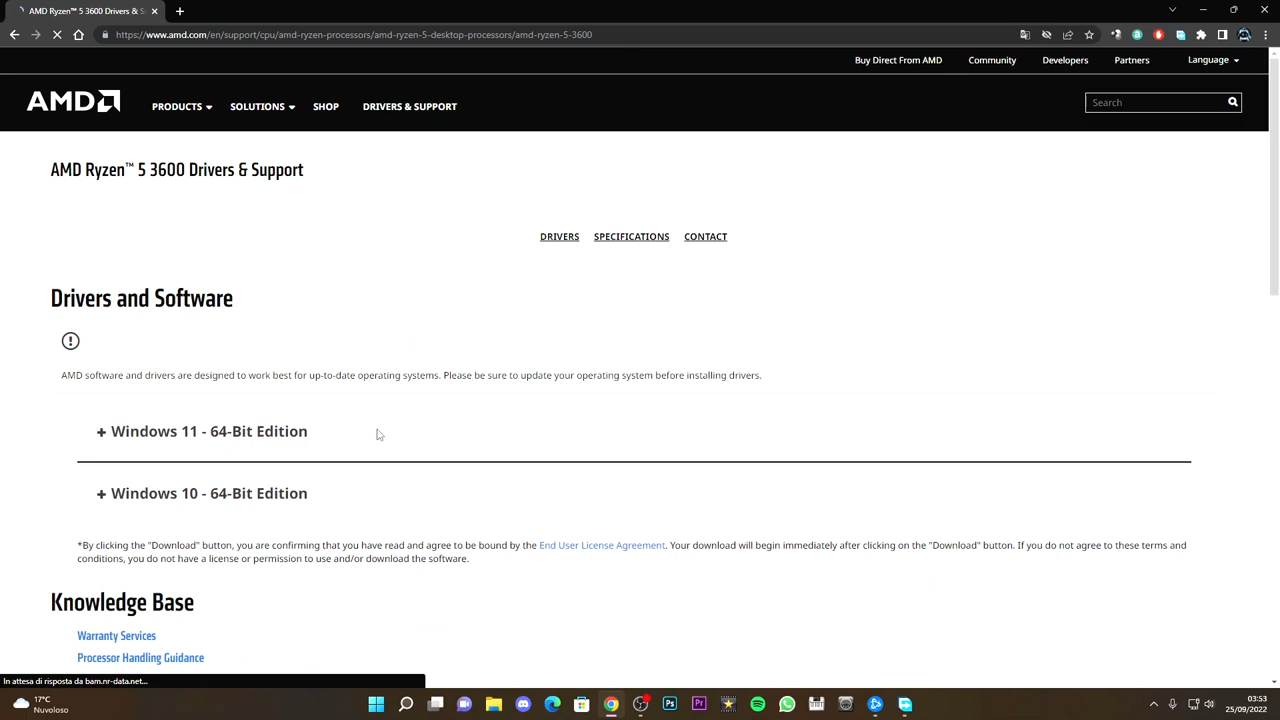 AMD Ryzen™ 5 3600 Drivers & S
https://www.amd.com/en/support/cpu/amd-ryzen-processors/amd-ryzen-5-desktop-processors/amd-ryzen-5-3600
Buy Direct From AMD Community Developers Partners Language
AMD PRODUCTS SOLUTIONS SHOP DRIVERS & SUPPORT Search
AMD Ryzen™ 5 3600 Drivers & Support
DRIVERS SPECIFICATIONS CONTACT
Drivers and Software
AMD software and drivers are designed to work best for up-to-date operating systems. Please be sure to update your operating system before installing drivers.
+ Windows 11 - 64-Bit Edition
+ Windows 10 - 64-Bit Edition
*By clicking the "Download" button, you are confirming that you have read and agree to be bound by the End User License Agreement. Your download will begin immediately after clicking on the "Download" button. If you do not agree to these terms and
conditions, you do not have a license or permission to use and/or download the software.
Knowledge Base
Warranty Services
Processor Handling Guidance
In attesa di risposta da bam.nr-data.net...
17°C
Nuvoloso
03:53
25/09/2022